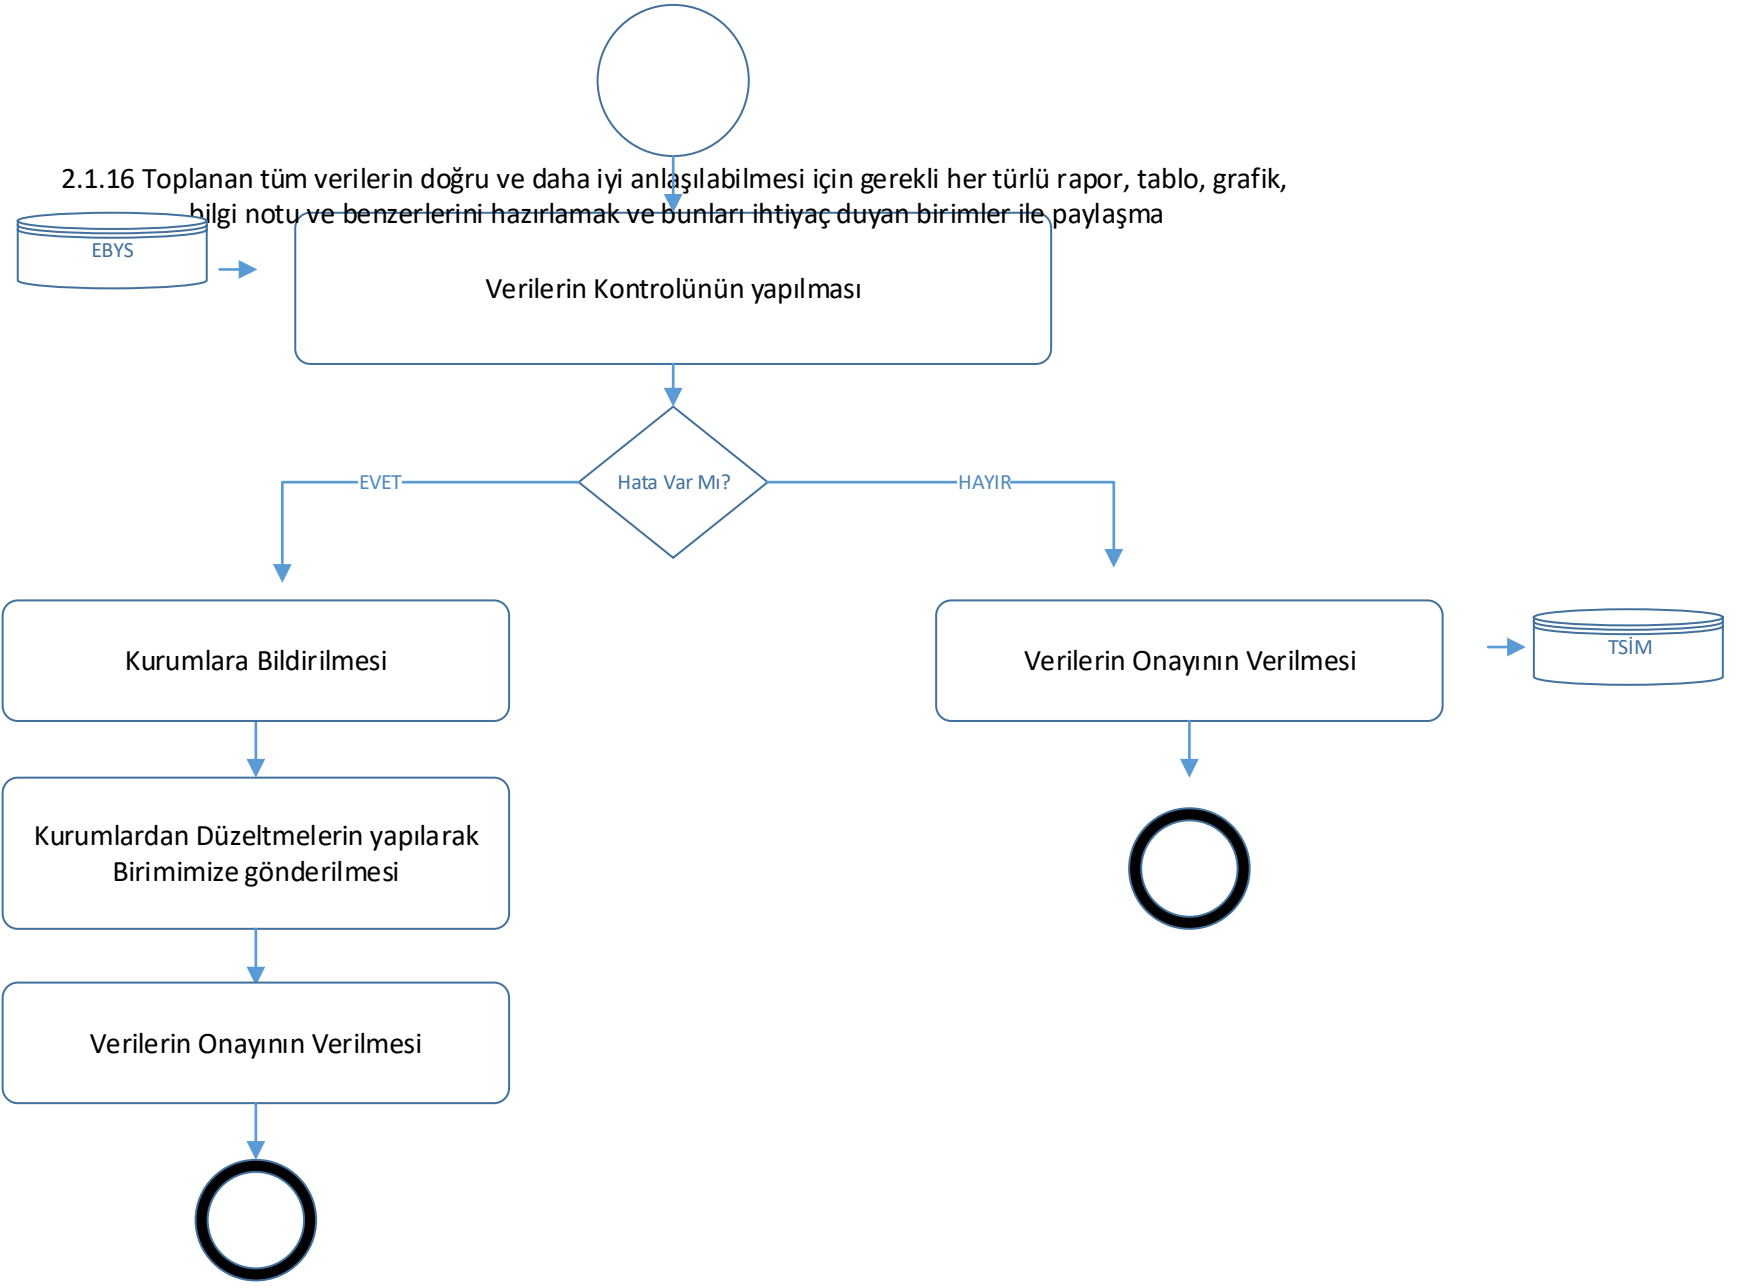 2.1.16 Toplanan tüm verilerin doğru ve daha iyi anlaşılabilmesi için gerekli her türlü rapor, tablo, grafik,
bilgi notu ve benzerlerini hazırlamak ve bunları ihtiyaç duyan birimler ile paylaşma
EBYS
Verilerin Kontrolünün yapılması
Hata Var Mı?
EVET
HAYIR
Kurumlara Bildirilmesi
Verilerin Onayının Verilmesi
TSİM
Kurumlardan Düzeltmelerin yapılarak
Birimimize gönderilmesi
Verilerin Onayının Verilmesi